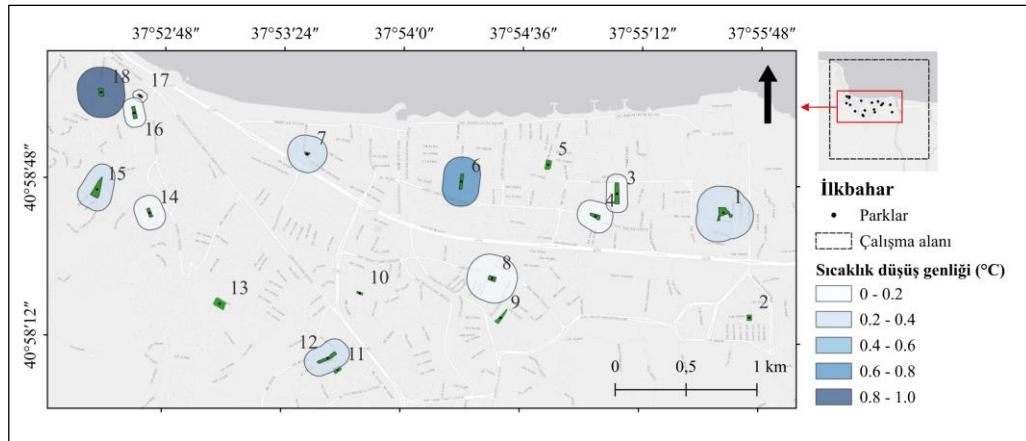 37°52′48″ 37°53′24″ 37°54′0″ 37°54′36″ 37°55′12″ 37°55′48″
18 17
16
7
5
6
3
40°58′48″
15
14
4
1
8
10
13
9
2
40°58′12″
12 11
0 0,5 1 km
İlkbahar
Parklar
Çalışma alanı
Sıcaklık düşüş genliği (°C)
0 - 0.2
0.2 - 0.4
0.4 - 0.6
0.6 - 0.8
0.8 - 1.0